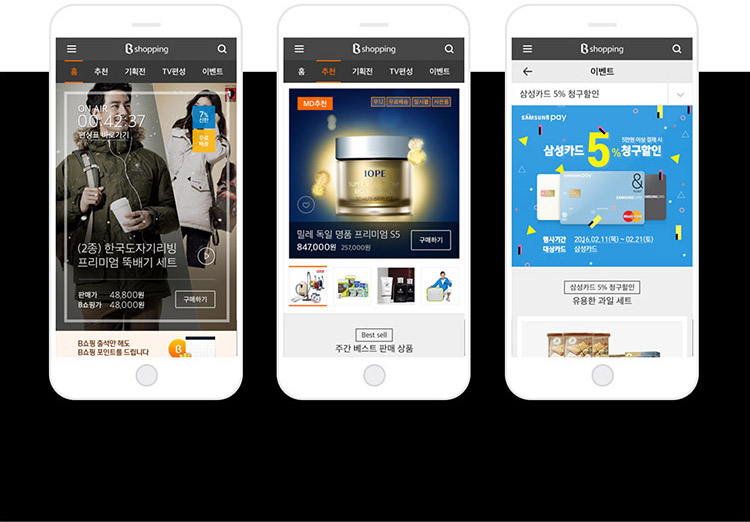 B shopping
홈 추천 기획전 TV편성 이벤트
ON-AIR
00:42:37
편성표 바로가기
7%
신한
무료
배송
(2종) 한국도자기리빙
프리미엄 뚝배기 세트
판매가 48,800원
B쇼핑가 48,000원
구매하기
B쇼핑 출석만 해도
B쇼핑 포인트를 드립니다
B shopping
홈 추천 기획전 TV편성 이벤트
MD추천
무12 무료배송 일시불 사은품
IOPE
밀레 독일 명품 프리미엄 S5
847,000원 257,000원
구매하기
Best sell
주간 베스트 판매 상품
B shopping
이벤트
삼성카드 5% 청구할인
SAMSUNG pay
5만원 이상 결제 시
삼성카드 5% 청구할인
SAMSUNG pay
&
POINT
SAMSUNG CARD
MasterCard
행사기간 2016.02.11(목) ~ 02.21(토)
대상카드 삼성카드
삼성카드 5% 청구할인
유용한 과일 세트